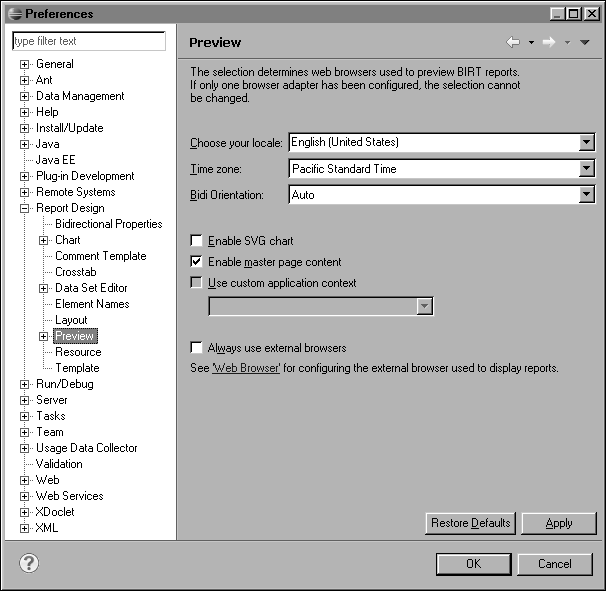 Preferences
type filter text
General
Ant
Data Management
Help
Install/Update
Java
Java EE
Plug-in Development
Remote Systems
Report Design
Bidirectional Properties
Chart
Comment Template
Crosstab
Data Set Editor
Element Names
Layout
Preview
Resource
Template
Run/Debug
Server
Tasks
Team
Usage Data Collector
Validation
Web
Web Services
XDoclet
XML
Preview
The selection determines web browsers used to preview BIRT reports.
If only one browser adapter has been configured, the selection cannot
be changed.
Choose your locale: English (United States)
Time zone: Pacific Standard Time
Bidi Orientation: Auto
Enable SVG chart
Enable master page content
Use custom application context
Always use external browsers
See 'Web Browser' for configuring the external browser used to display reports.
Restore Defaults Apply
? OK Cancel